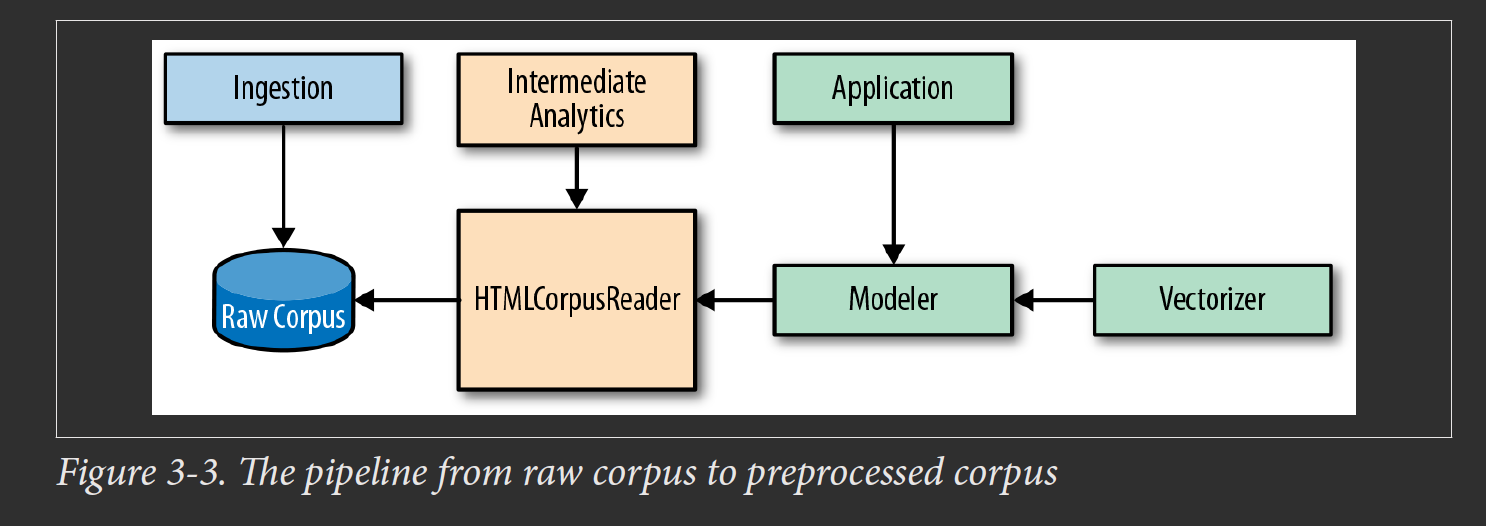 Ingestion
Intermediate
Analytics
Application
Raw Corpus
HTMLCorpusReader
Modeler
Vectorizer
Figure 3-3. The pipeline from raw corpus to preprocessed corpus